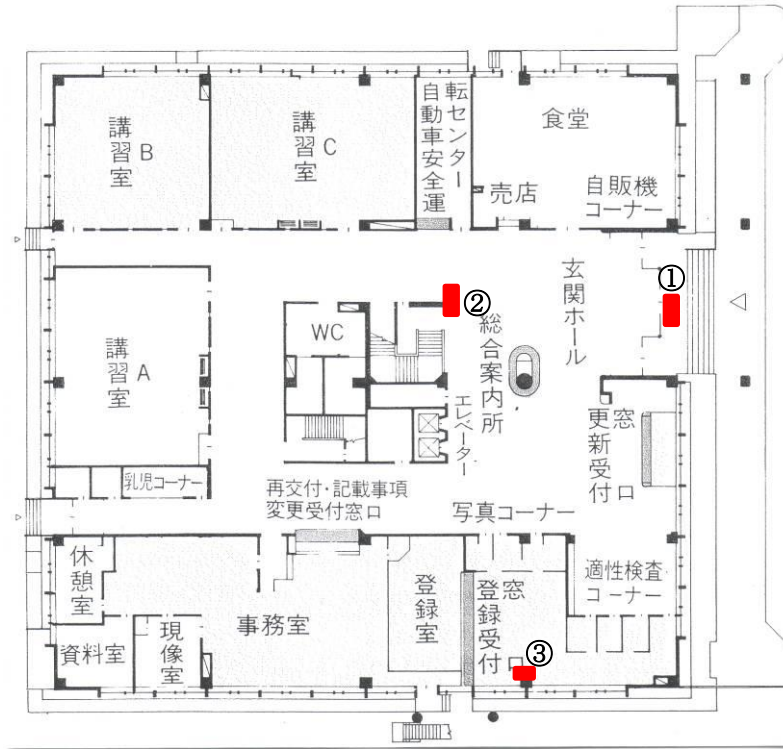 講習室 B
講習室 C
自動車安全運
転センター
食堂
売店
自販機
コーナー
玄関ホール
①
②
総合案内所
WC
講習室 A
エレベーター
更新受付
窓口
乳児コーナー
再交付・記載事項
変更受付窓口
写真コーナー
休憩室
事務室
登録室
登録受付
窓口
適性検査
コーナー
資料室
現像室
③